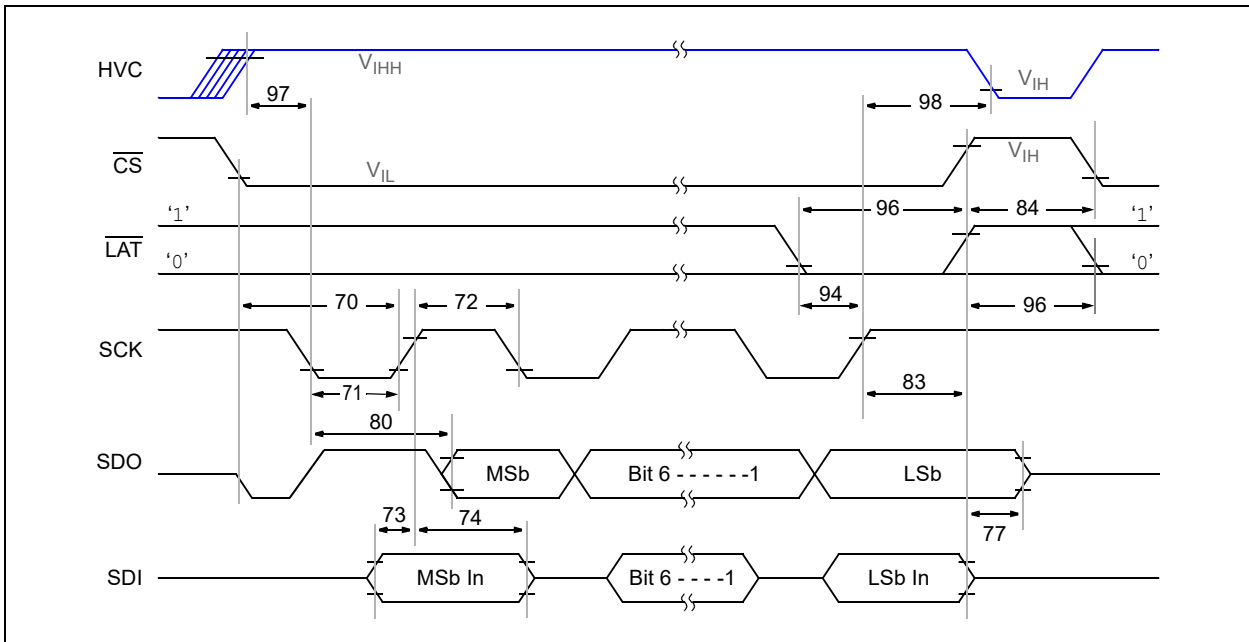 HVC
V_IHH
V_IH
97
98
C̅S̅
V_IL
V_IH
96
84
‘1’
‘1’
L̅A̅T̅
‘0’
‘0’
70
72
94
96
SCK
71
83
80
SDO
MSb
Bit 6 - - - - - -1
LSb
73
74
77
SDI
MSb In
Bit 6 - - - -1
LSb In